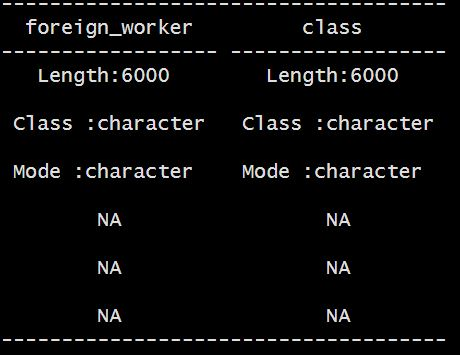 ----------------------------------
foreign_worker class
------------------ ------------------
Length:6000 Length:6000
Class :character Class :character
Mode :character Mode :character
NA NA
NA NA
NA NA
----------------------------------